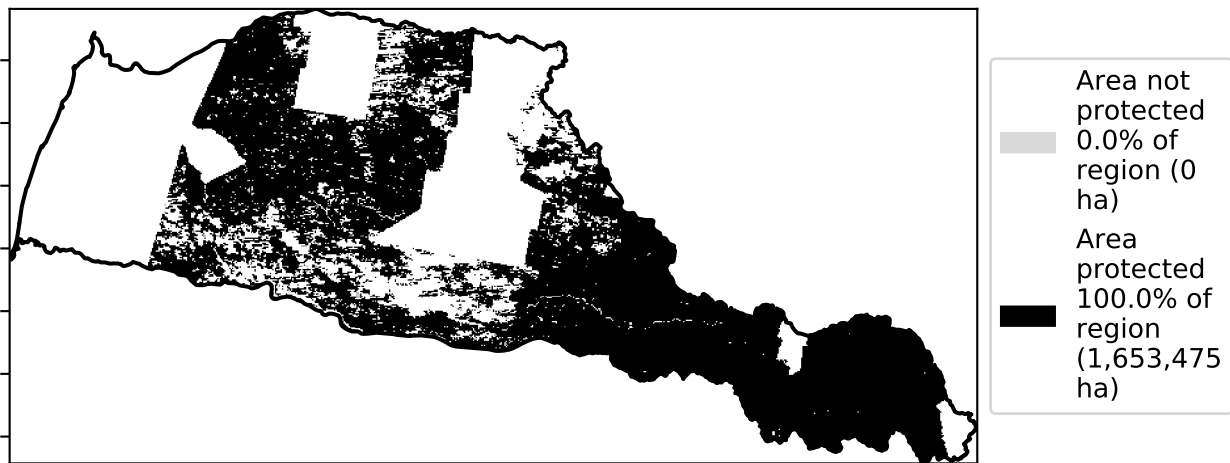 Area not
protected
0.0% of
region (0
ha)
Area
protected
100.0% of
region
(1,653,475
ha)